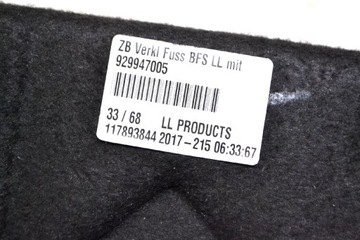 ZB Verkl Fuss BFS LL mit
929947005
33 / 68 LL PRODUCTS
117893844 2017-215 06:33:67